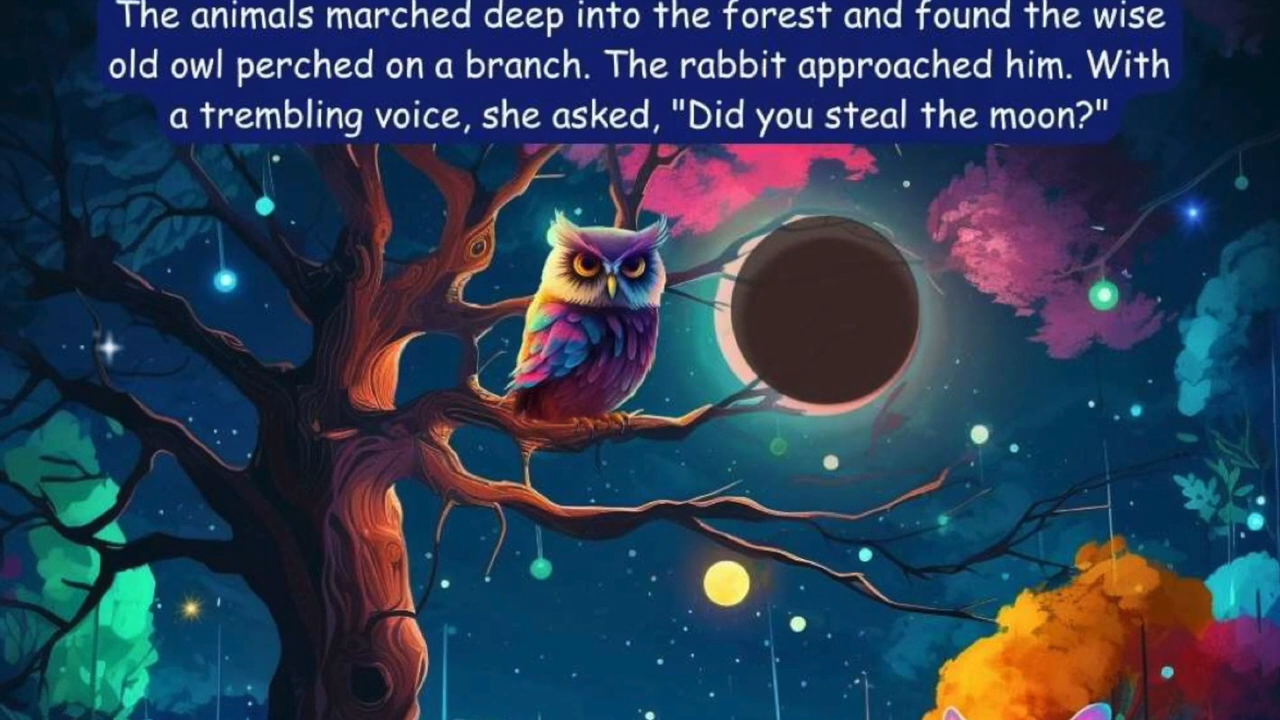 The animals marched deep into the forest and found the wise
old owl perched on a branch. The rabbit approached him. With
a trembling voice, she asked, "Did you steal the moon?"